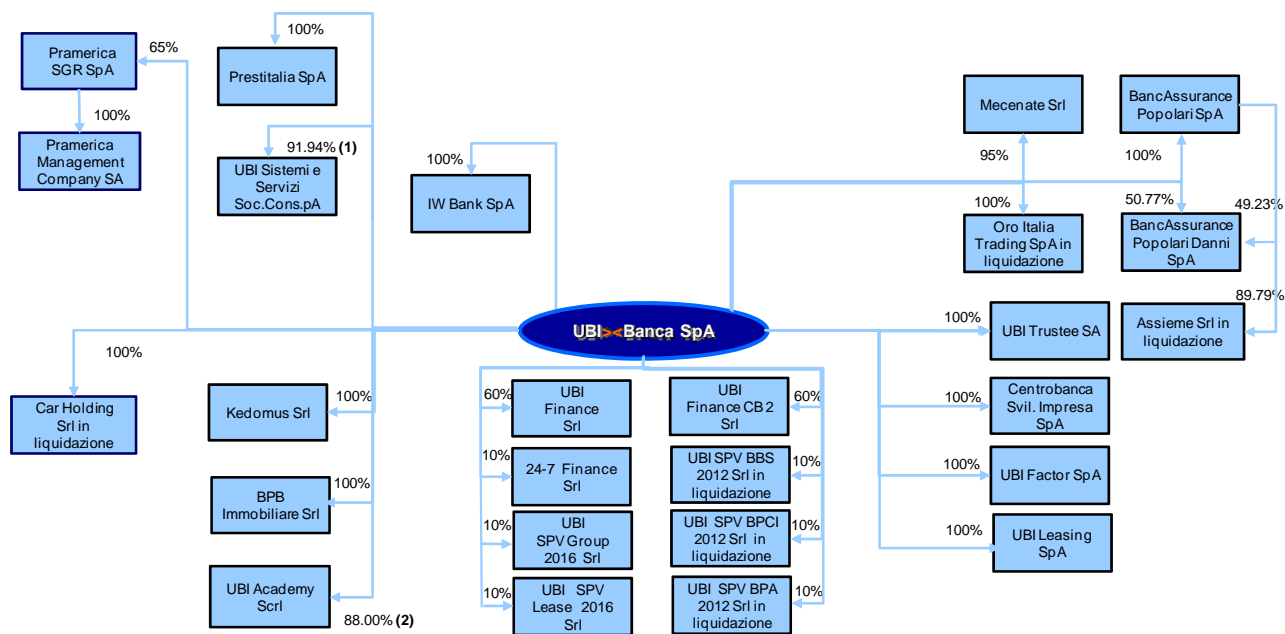 Pramerica
SGR SpA
65%
100%
Pramerica
Management
Company SA
100%
Prestitalia SpA
91.94% (1)
UBI Sistemi e
Servizi
Soc.Cons.pA
100%
IW Bank SpA
Mecenate Srl
BancAssurance
Popolari SpA
95%
100%
100%
50.77%
49.23%
Oro Italia
Trading SpA in
liquidazione
BancAssurance
Popolari Danni
SpA
89.79%
UBI><Banca SpA
100%
UBI Trustee SA
Assieme Srl in
liquidazione
100%
Car Holding
Srl in
liquidazione
Kedomus Srl
100%
BPB
Immobiliare Srl
100%
UBI Academy
Scrl
88.00% (2)
60%
UBI
Finance
Srl
10%
24-7 Finance
Srl
10%
UBI
SPV Group
2016 Srl
10%
UBI SPV
Lease 2016
Srl
UBI
Finance CB 2
Srl
60%
UBI SPV BBS
2012 Srl in
liquidazione
10%
UBI SPV BPCI
2012 Srl in
liquidazione
10%
UBI SPV BPA
2012 Srl in
liquidazione
10%
100%
Centrobanca
Svil. Impresa
SpA
100%
UBI Factor SpA
100%
UBI Leasing
SpA